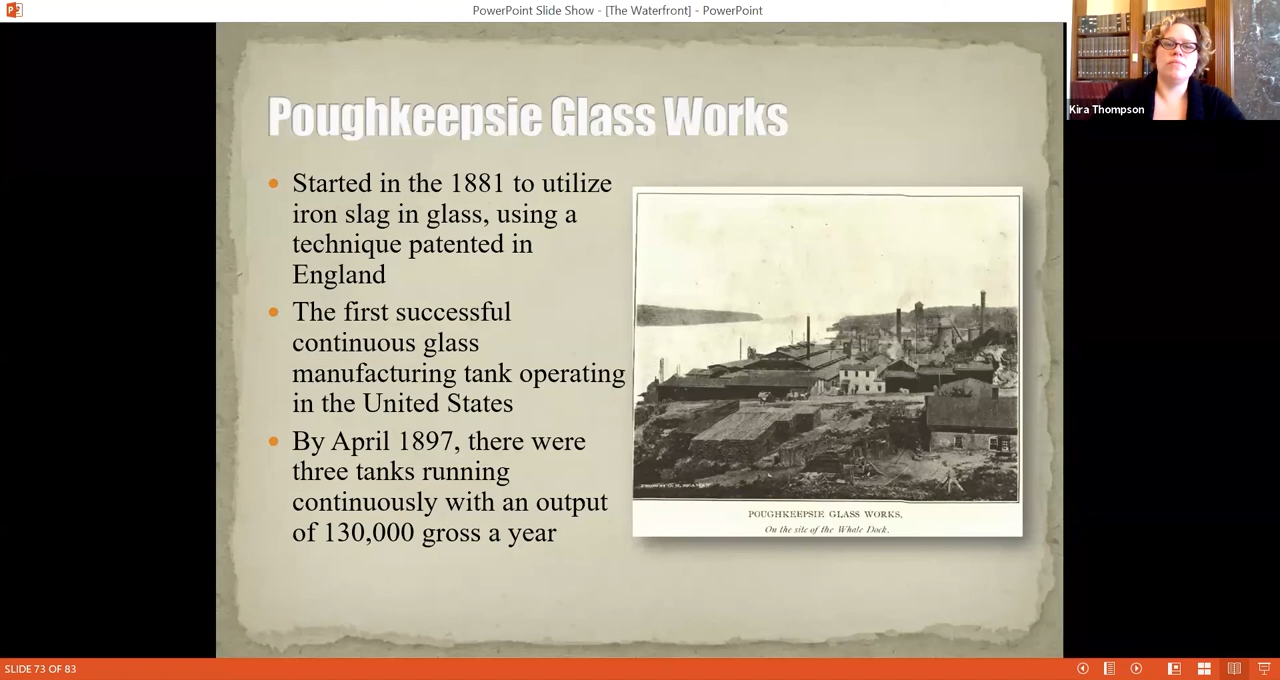 PowerPoint Slide Show - [The Waterfront] - PowerPoint
Kira Thompson
Poughkeepsie Glass Works
• Started in the 1881 to utilize
iron slag in glass, using a
technique patented in
England
• The first successful
continuous glass
manufacturing tank operating
in the United States
• By April 1897, there were
three tanks running
continuously with an output
of 130,000 gross a year
POUGHKEEPSIE GLASS WORKS,
On the site of the Whale Dock.
SLIDE 73 OF 83